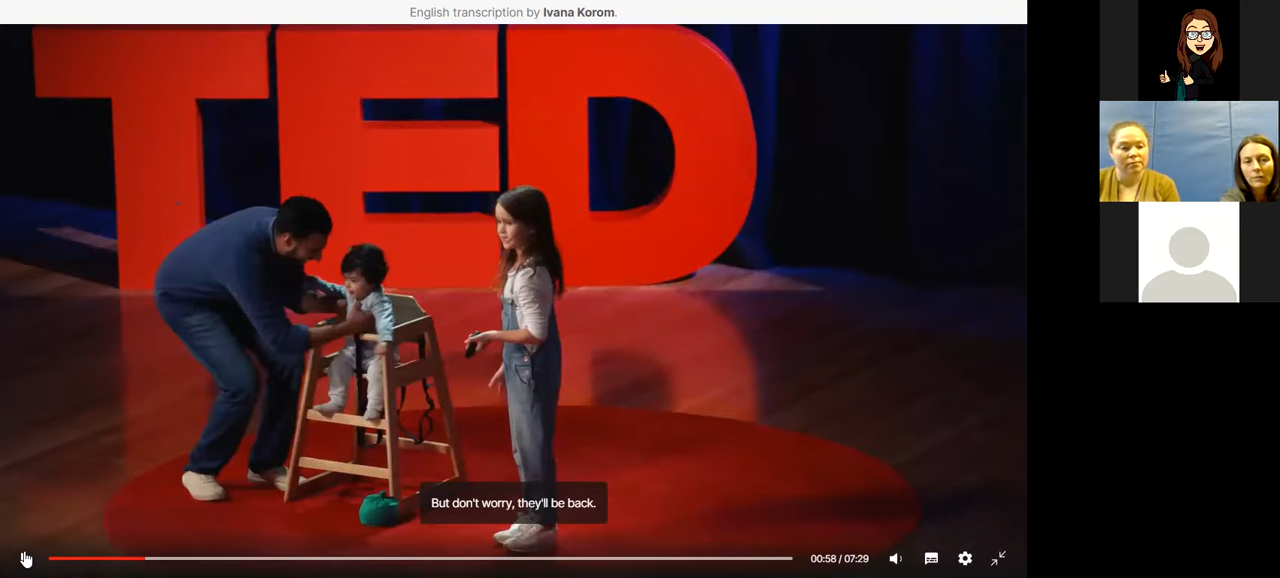 English transcription by Ivana Korom.
TED
But don't worry, they'll be back.
00:58 / 07:29